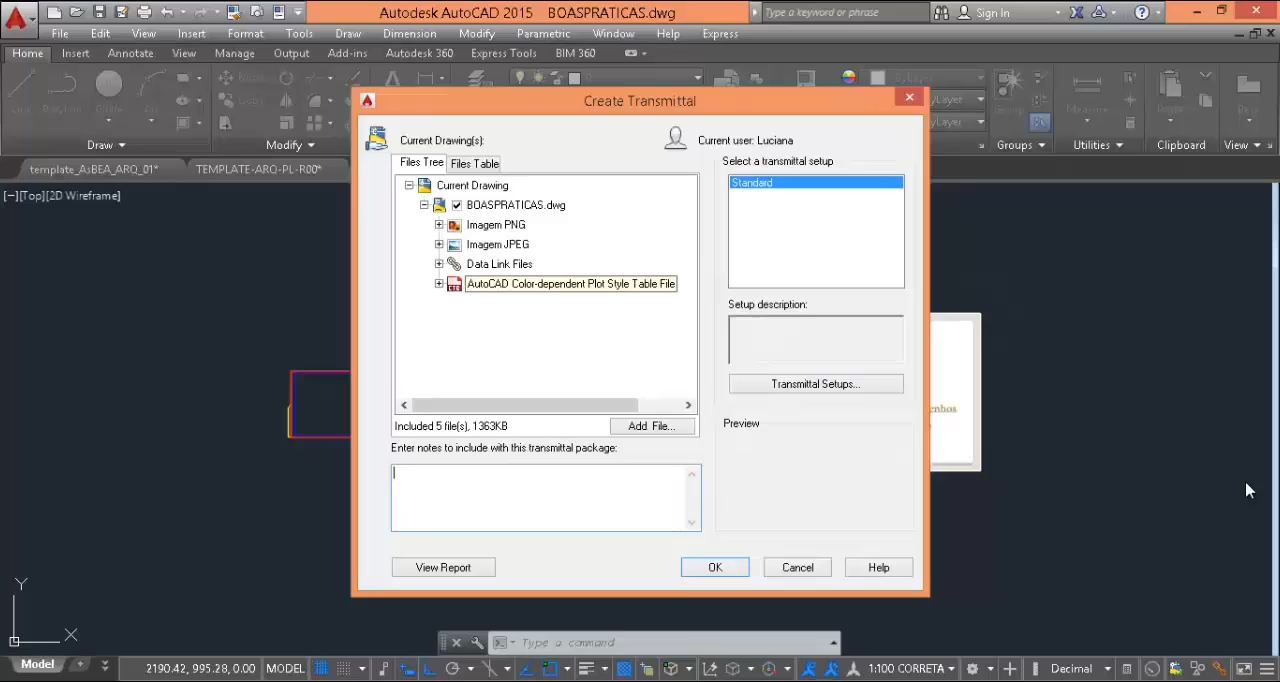 Autodesk AutoCAD 2015 BOASPRATICAS.dwg
Type a keyword or phrase
Sign In
File Edit View Insert Format Tools Draw Dimension Modify Parametric Window Help Express
Home Insert Annotate View Manage Output Add-ins Autodesk 360 Express Tools BIM 360
Draw
Modify
Groups
Utilities
Clipboard
View
template_AsBEA_ARQ_01*
TEMPLATE-ARQ-PL-R00*
[−][Top][2D Wireframe]
Create Transmittal
Current Drawing(s):
Current user: Luciana
Files Tree
Files Table
Current Drawing
BOASPRATICAS.dwg
Imagem PNG
Imagem JPEG
Data Link Files
AutoCAD Color-dependent Plot Style Table File
Included 5 file(s), 1363KB
Add File...
Enter notes to include with this transmittal package:
View Report
Select a transmittal setup
Standard
Setup description:
Transmittal Setups...
Preview
OK
Cancel
Help
Y
X
Type a command
Model
2190.42, 995.28, 0.00 MODEL
1:100 CORRETA
Decimal